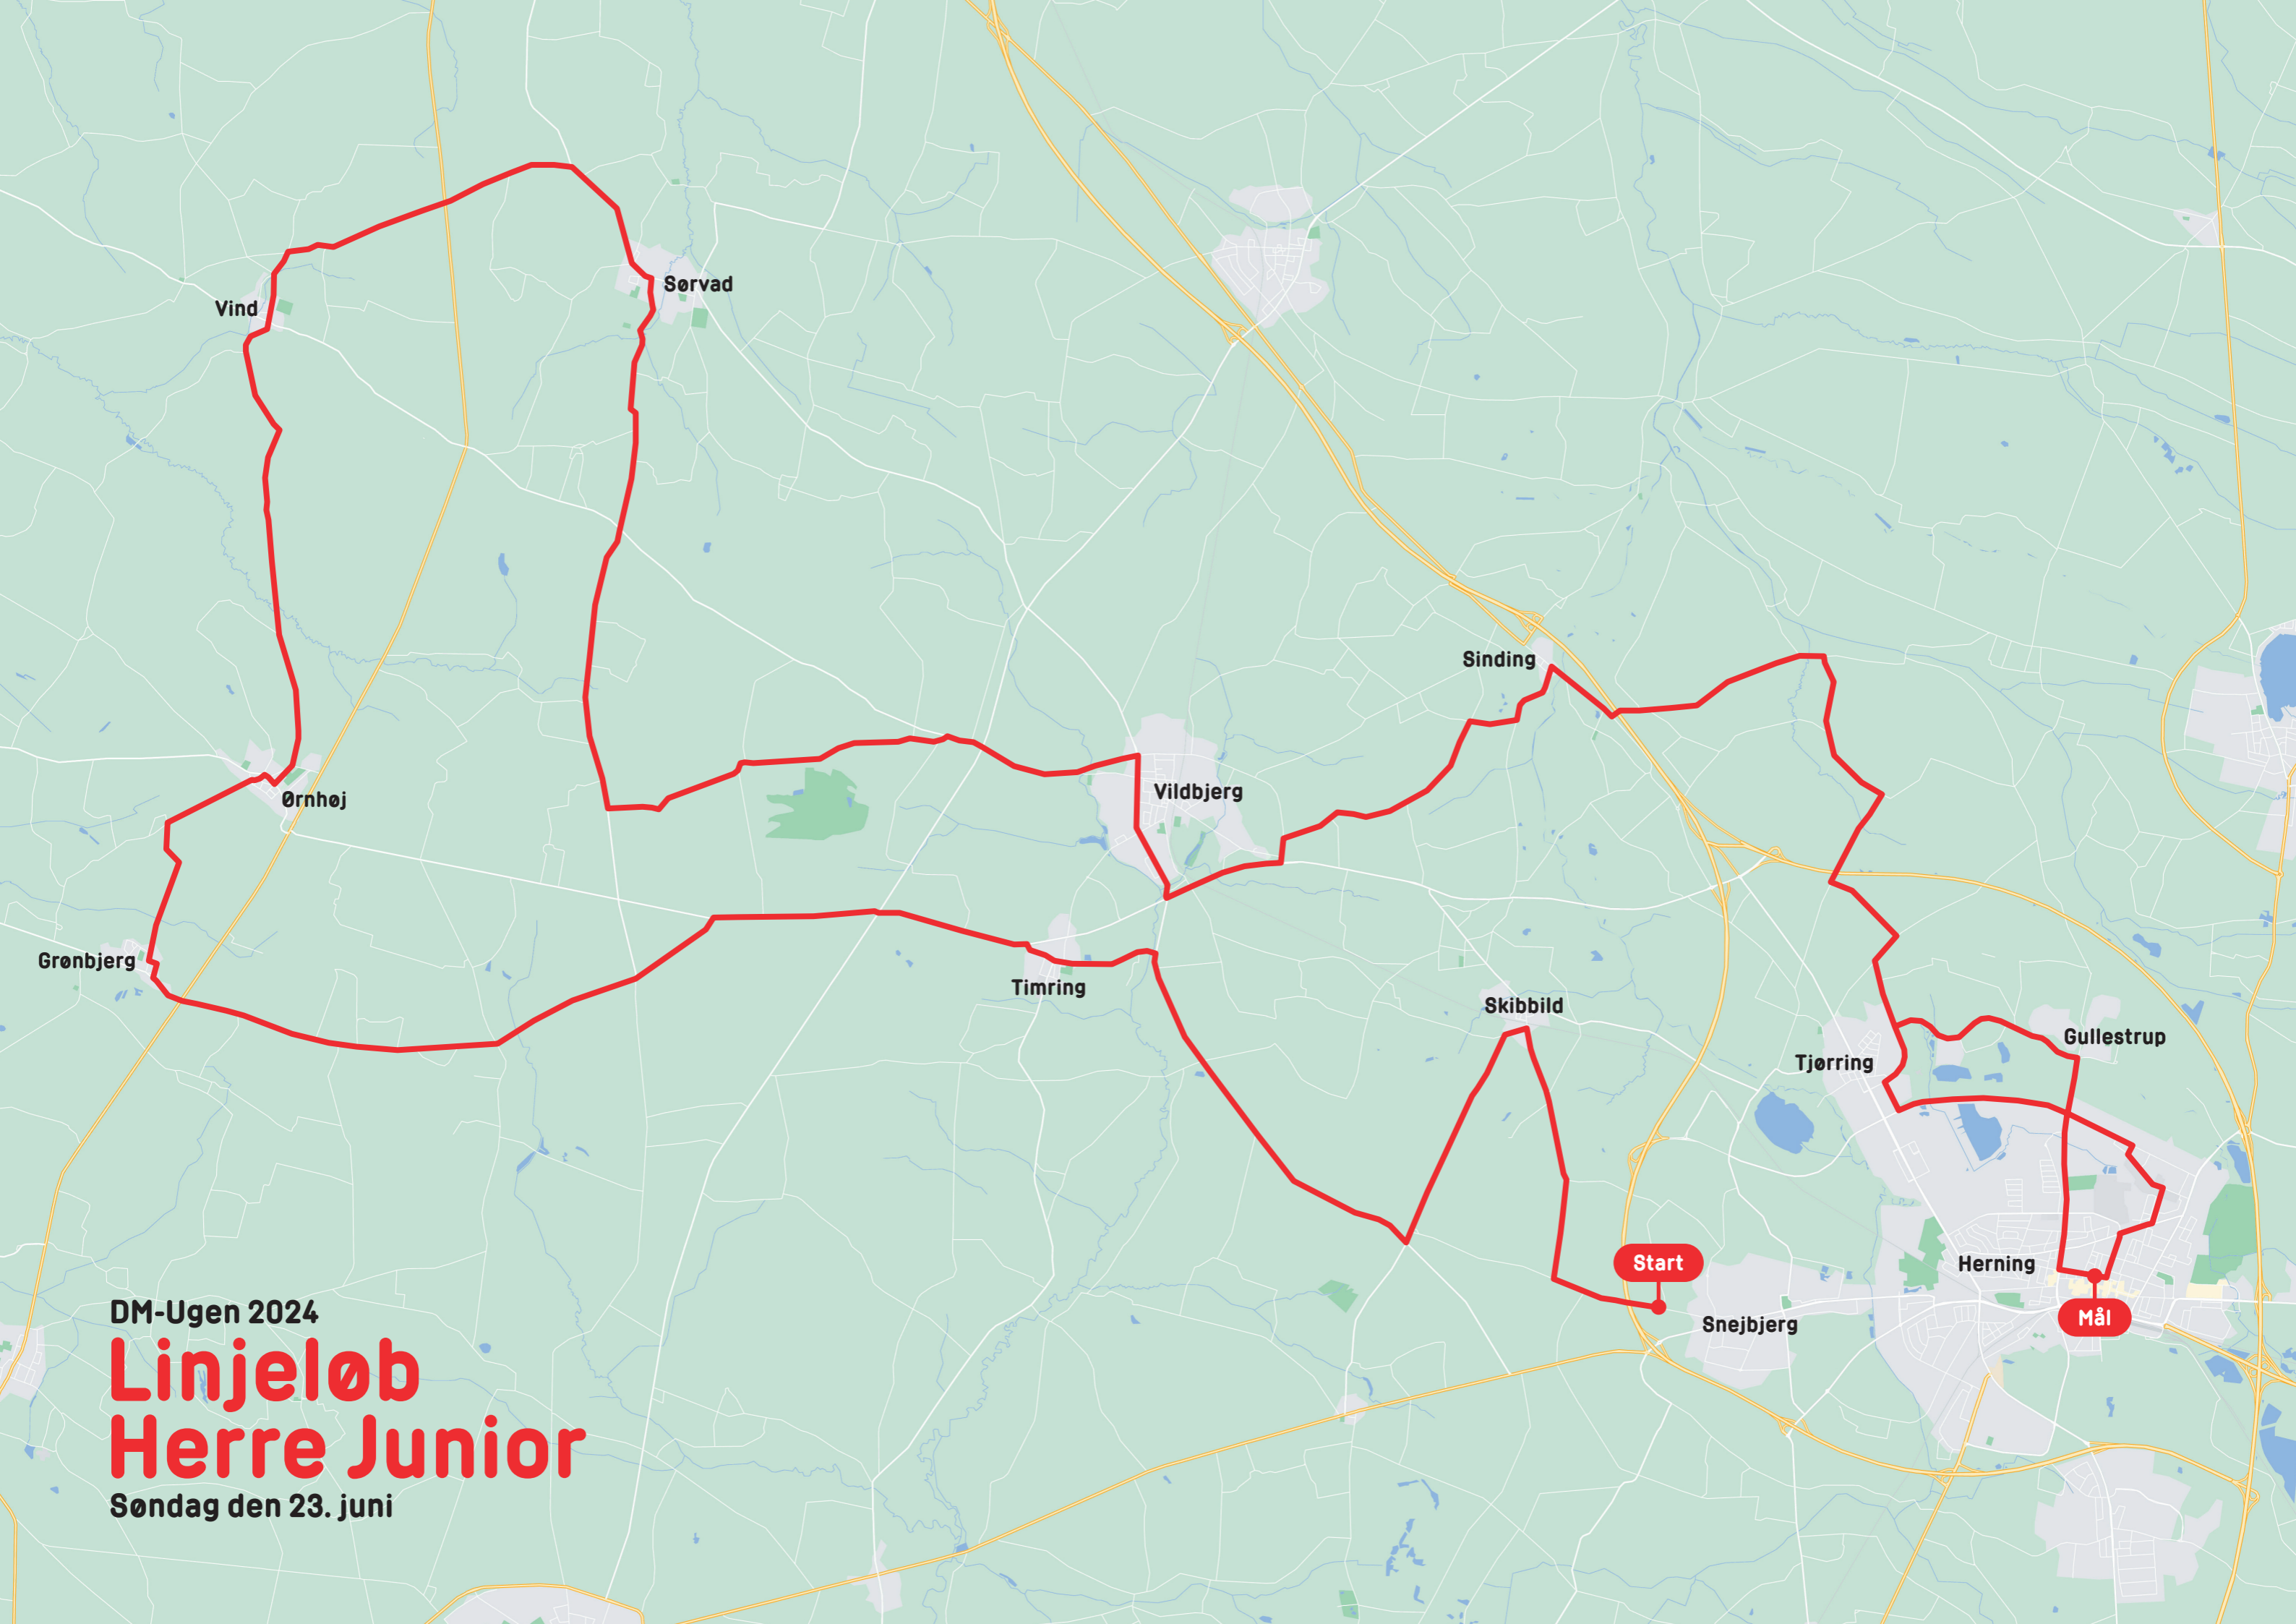 Sørvad
Vind
Sinding
Vildbjerg
Ørnhøj
Grønbjerg
Timring
Skibbild
Gullestrup
Tjørring
Start
Herning
Mål
Snejbjerg
DM-Ugen 2024
Linjeløb
Herre Junior
Søndag den 23. juni